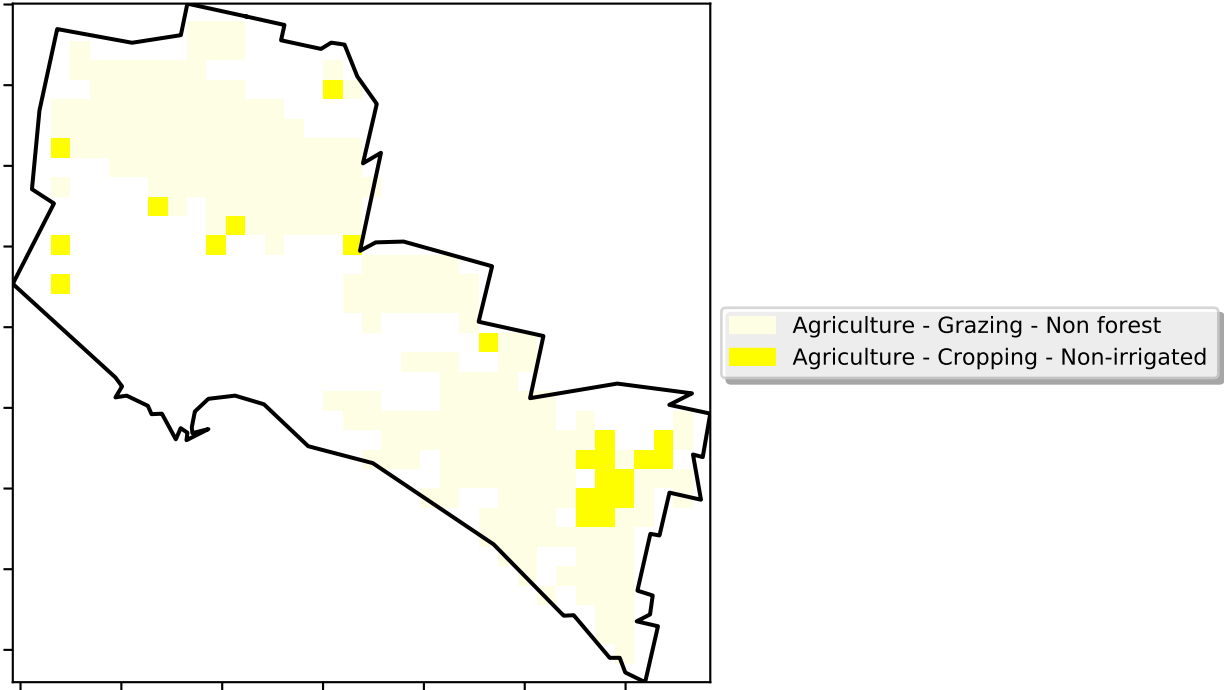 Agriculture - Grazing - Non forest
Agriculture - Cropping - Non-irrigated